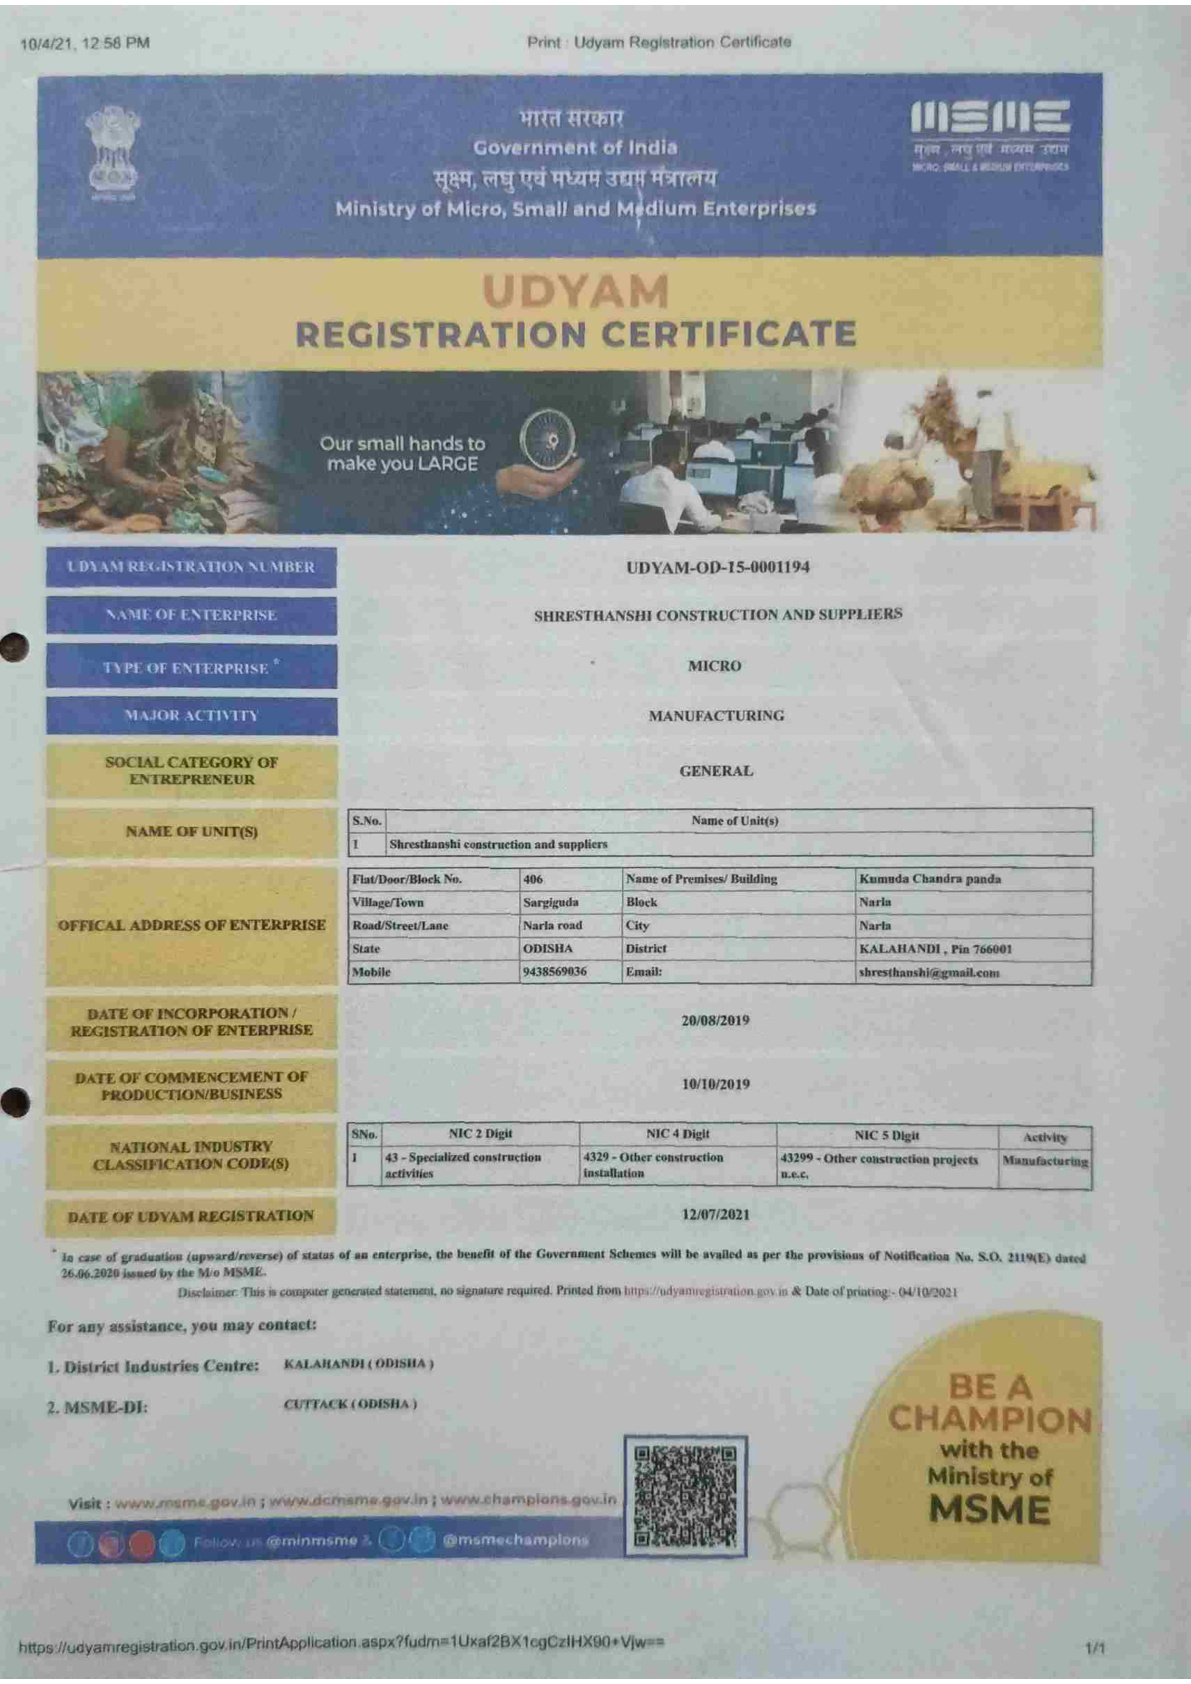 10/4/21, 12:58 PM
Print : Udyam Registration Certificate
भारत सरकार
Government of India
सूक्ष्म, लघु एवं मध्यम उद्यम मंत्रालय
Ministry of Micro, Small and Medium Enterprises
MSME
सूक्ष्म, लघु एवं मध्यम उद्यम
MICRO, SMALL & MEDIUM ENTERPRISES
UDYAM
REGISTRATION CERTIFICATE
Our small hands to
make you LARGE
UDYAM REGISTRATION NUMBER UDYAM-OD-15-0001194
NAME OF ENTERPRISE SHRESTHANSHI CONSTRUCTION AND SUPPLIERS
TYPE OF ENTERPRISE * MICRO
MAJOR ACTIVITY MANUFACTURING
SOCIAL CATEGORY OF
ENTREPRENEUR
GENERAL
NAME OF UNIT(S)
S.No. Name of Unit(s)
1 Shresthanshi construction and suppliers
OFFICAL ADDRESS OF ENTERPRISE
Flat/Door/Block No. 406 Name of Premises/ Building Kumuda Chandra panda
Village/Town Sargiguda Block Narla
Road/Street/Lane Narla road City Narla
State ODISHA District KALAHANDI , Pin 766001
Mobile 9438569036 Email: shresthanshi@gmail.com
DATE OF INCORPORATION /
REGISTRATION OF ENTERPRISE
20/08/2019
DATE OF COMMENCEMENT OF
PRODUCTION/BUSINESS
10/10/2019
NATIONAL INDUSTRY
CLASSIFICATION CODE(S)
SNo. NIC 2 Digit NIC 4 Digit NIC 5 Digit Activity
1 43 - Specialized construction 4329 - Other construction 43299 - Other construction projects Manufacturing
activities installation n.e.c.
DATE OF UDYAM REGISTRATION 12/07/2021
* In case of graduation (upward/reverse) of status of an enterprise, the benefit of the Government Schemes will be availed as per the provisions of Notification No. S.O. 2119(E) dated
26.06.2020 issued by the M/o MSME.
Disclaimer: This is computer generated statement, no signature required. Printed from https://udyamregistration.gov.in & Date of printing:- 04/10/2021
For any assistance, you may contact:
1. District Industries Centre: KALAHANDI ( ODISHA )
2. MSME-DI: CUTTACK ( ODISHA )
BE A
CHAMPION
with the
Ministry of
MSME
Visit : www.msme.gov.in ; www.dcmsme.gov.in ; www.champions.gov.in
Follow us @minmsme & @msmechampions
https://udyamregistration.gov.in/PrintApplication.aspx?fudm=1Uxaf2BX1cgCzIHX90+Vjw==
1/1